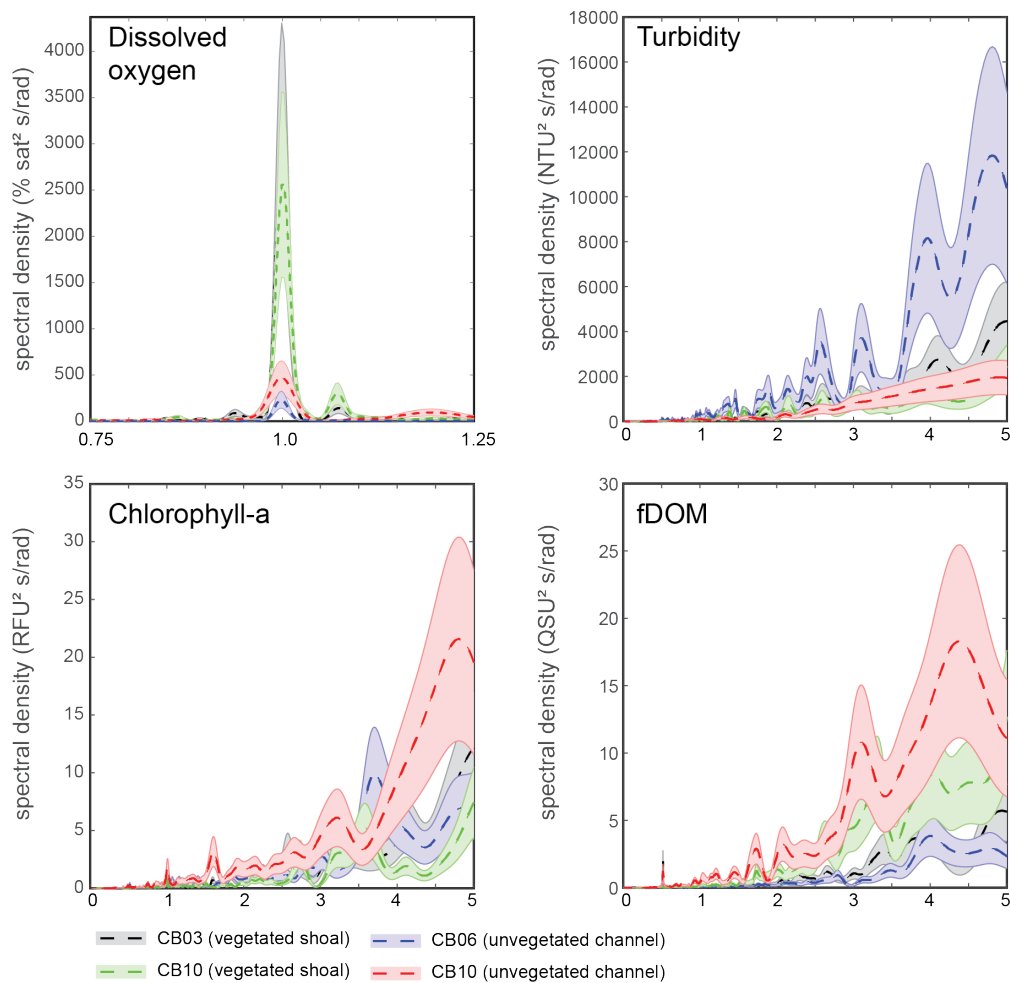 Dissolved
oxygen
spectral density (% sat² s/rad)
4000
3500
3000
2500
2000
1500
1000
500
0
0.75 1.0 1.25
Turbidity
spectral density (NTU² s/rad)
18000
16000
14000
12000
10000
8000
6000
4000
2000
0
0 1 2 3 4 5
Chlorophyll-a
spectral density (RFU² s/rad)
35
30
25
20
15
10
5
0
0 1 2 3 4 5
fDOM
spectral density (QSU² s/rad)
30
25
20
15
10
5
0
0 1 2 3 4 5
CB03 (vegetated shoal) CB06 (unvegetated channel)
CB10 (vegetated shoal) CB10 (unvegetated channel)